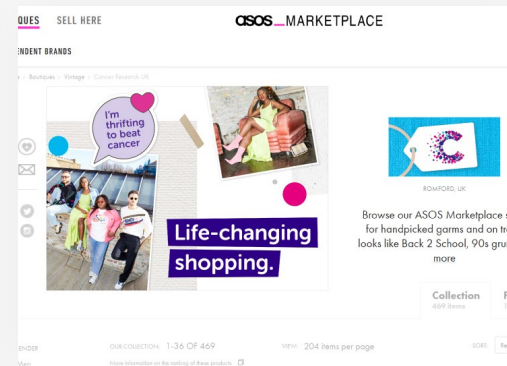 QUES SELL HERE
asos MARKETPLACE
ENDENT BRANDS
Boutiques Vintage Cancer Research UK
I'm
thrifting
to beat
cancer
Life-changing
shopping.
C
ROMFORD, UK
Browse our ASOS Marketplace s
for handpicked garms and on tr
looks like Back 2 School, 90s gru
more
Collection
469 items
F
ENDER
OUR COLLECTION: 1-36 OF 469
VIEW: 204 items per page
SORT: Re
More information on the ranking of these products